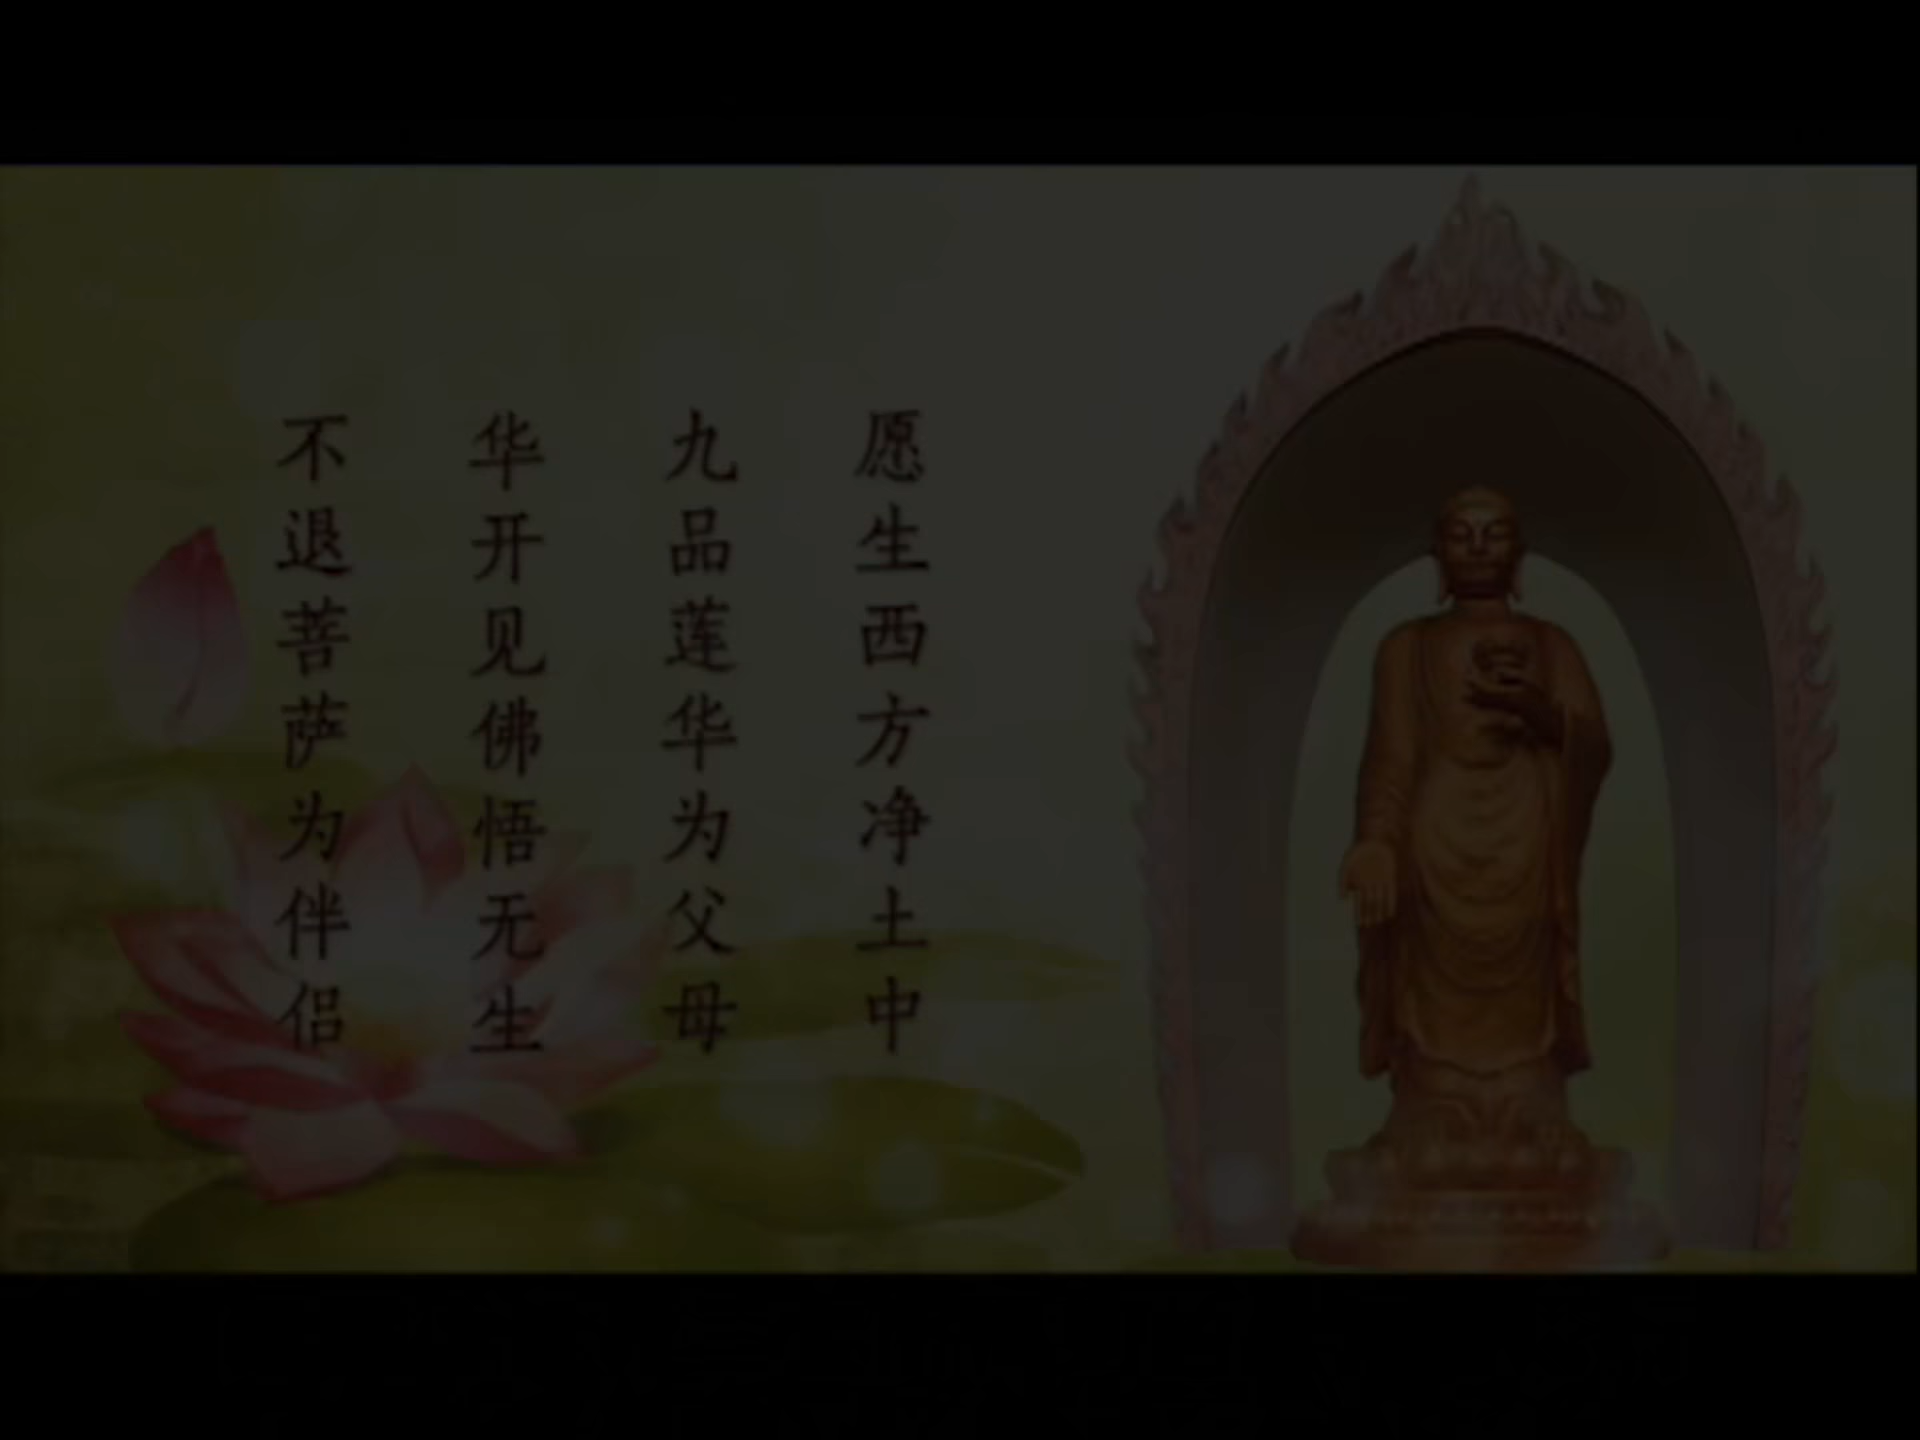 愿生西方净土中
九品莲华为父母
华开见佛悟无生
不退菩萨为伴侣